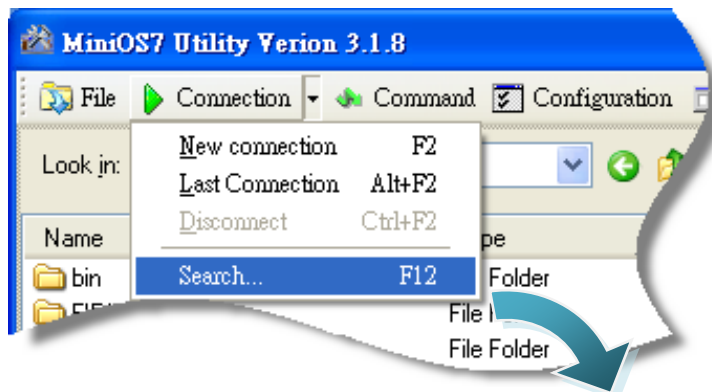 MiniOS7 Utility Verion 3.1.8
File Connection Command Configuration
New connection F2
Look in:
Last Connection Alt+F2
Disconnect Ctrl+F2
Name
bin
Search... F12
Folder
File
File Folder